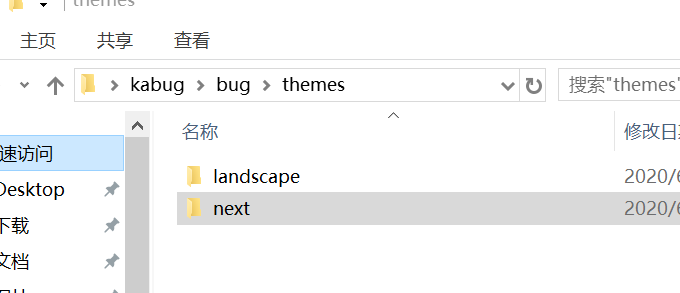 themes
主页 共享 查看
kabug bug themes 搜索"themes"
名称 修改日期
速访问
Desktop
landscape 2020/6
下载
next 2020/6
文档